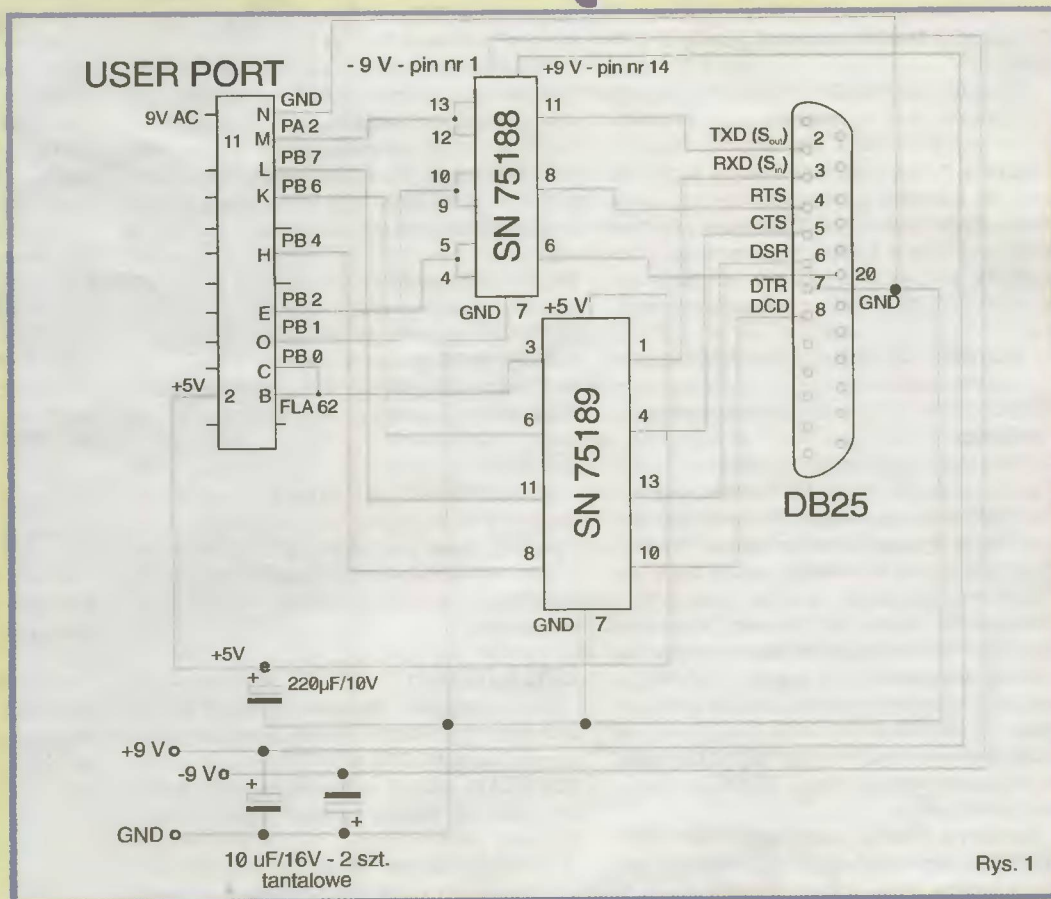 USER PORT
9V AC
11
GND
N
PA 2
M
PB 7
L
PB 6
K
PB 4
H
PB 2
E
PB 1
O
PB 0
C
+5V
2
B
FLA 62
- 9 V - pin nr 1
+9 V - pin nr 14
13
12
10
9
5
4
SN 75188
11
8
6
GND 7
+5 V
3
6
11
8
SN 75189
1
4
13
10
GND 7
TXD (Sout)
2
RXD (Sin)
3
RTS
4
CTS
5
DSR
6
20
DTR
7
GND
DCD
8
DB25
+5V
+
220µF/10V
+9 V
-9 V
+
+
GND
10 uF/16V - 2 szt.
tantalowe
Rys. 1